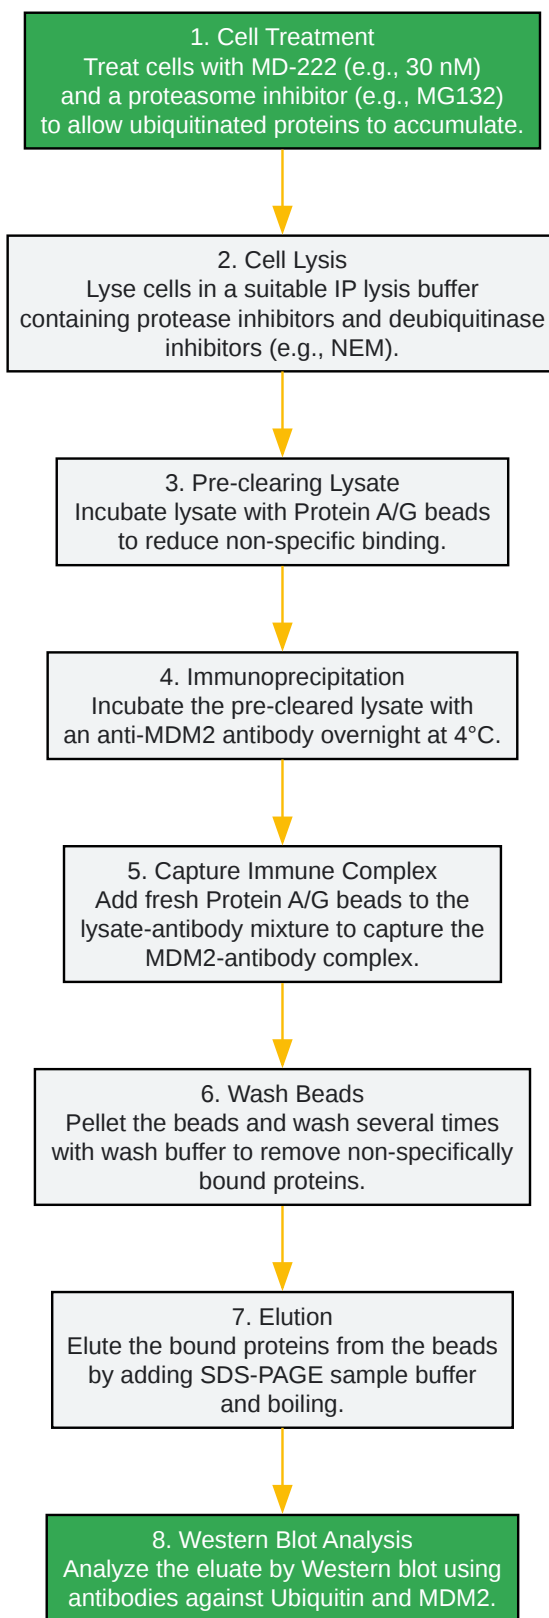 1. Cell Treatment
Treat cells with MD-222 (e.g., 30 nM)
and a proteasome inhibitor (e.g., MG132)
to allow ubiquitinated proteins to accumulate.
2. Cell Lysis
Lyse cells in a suitable IP lysis buffer
containing protease inhibitors and deubiquitinase
inhibitors (e.g., NEM).
3. Pre-clearing Lysate
Incubate lysate with Protein A/G beads
to reduce non-specific binding.
4. Immunoprecipitation
Incubate the pre-cleared lysate with
an anti-MDM2 antibody overnight at 4°C.
5. Capture Immune Complex
Add fresh Protein A/G beads to the
lysate-antibody mixture to capture the
MDM2-antibody complex.
6. Wash Beads
Pellet the beads and wash several times
with wash buffer to remove non-specifically
bound proteins.
7. Elution
Elute the bound proteins from the beads
by adding SDS-PAGE sample buffer
and boiling.
8. Western Blot Analysis
Analyze the eluate by Western blot using
antibodies against Ubiquitin and MDM2.